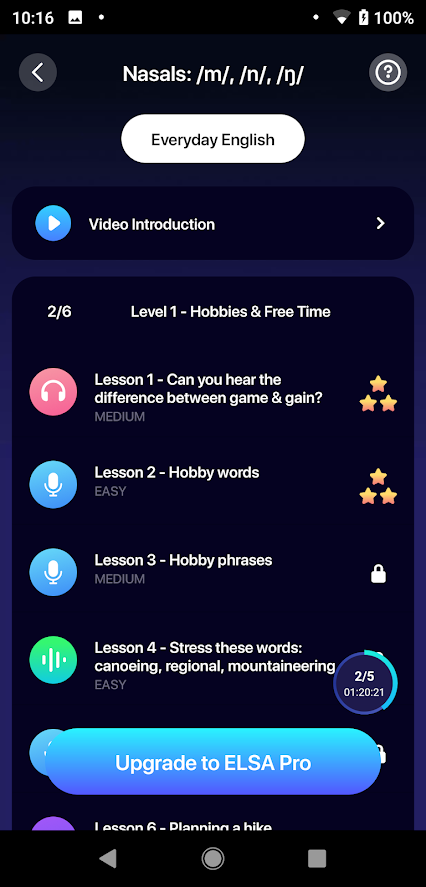 10:16
100%
Nasals: /m/, /n/, /ŋ/
Everyday English
Video Introduction
2/6
Level 1 - Hobbies & Free Time
Lesson 1 - Can you hear the
difference between game & gain?
MEDIUM
Lesson 2 - Hobby words
EASY
Lesson 3 - Hobby phrases
MEDIUM
Lesson 4 - Stress these words:
canoeing, regional, mountaineering
EASY
2/5
01:20:21
Upgrade to ELSA Pro
Lesson 6 - Planning a hike